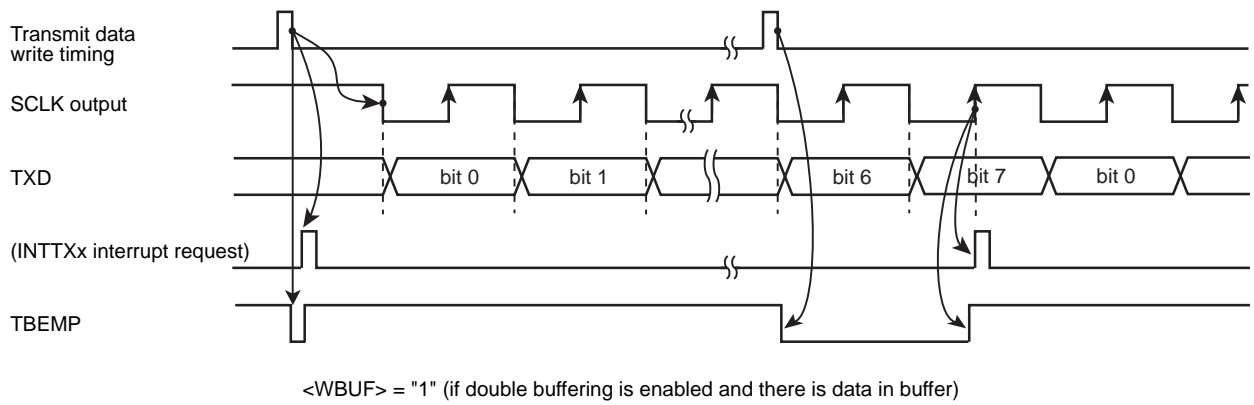 Transmit data
write timing
SCLK output
TXD
bit 0
bit 1
bit 6
bit 7
bit 0
(INTTXx interrupt request)
TBEMP
<WBUF> = "1" (if double buffering is enabled and there is data in buffer)